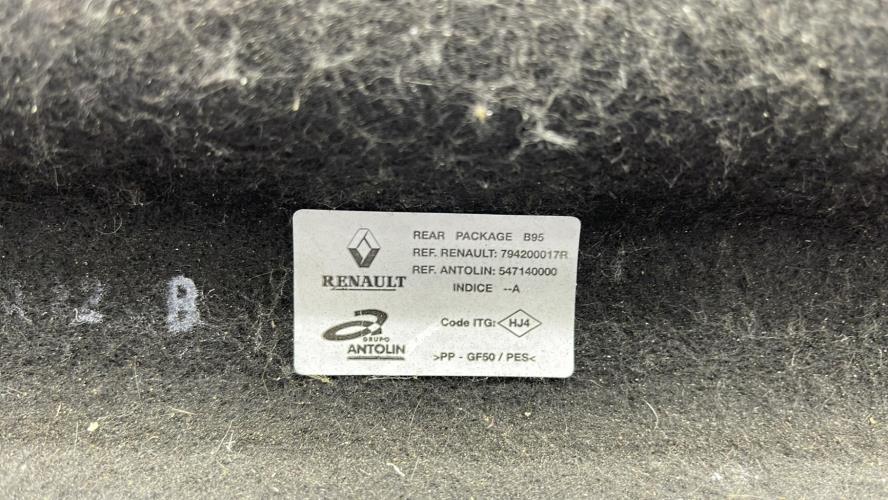 REAR PACKAGE B95
REF. RENAULT: 794200017R
REF. ANTOLIN: 547140000
INDICE --A
RENAULT
Code ITG: HJ4
GRUPO
ANTOLIN
>PP - GF50 / PES<
B